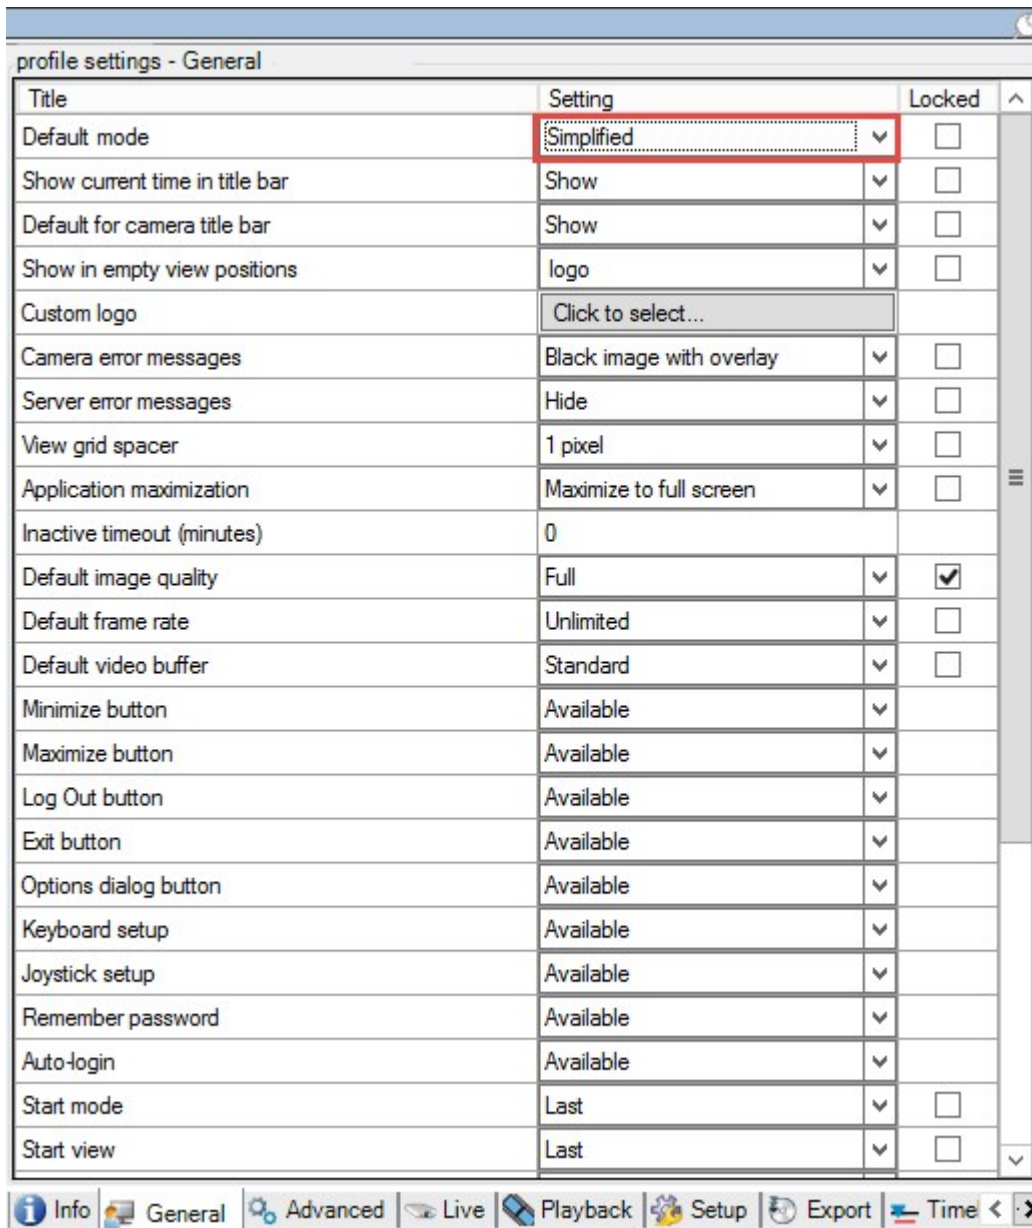 profile settings - General
Title Setting Locked
Default mode Simplified
Show current time in title bar Show
Default for camera title bar Show
Show in empty view positions logo
Custom logo Click to select...
Camera error messages Black image with overlay
Server error messages Hide
View grid spacer 1 pixel
Application maximization Maximize to full screen
Inactive timeout (minutes) 0
Default image quality Full
Default frame rate Unlimited
Default video buffer Standard
Minimize button Available
Maximize button Available
Log Out button Available
Exit button Available
Options dialog button Available
Keyboard setup Available
Joystick setup Available
Remember password Available
Auto-login Available
Start mode Last
Start view Last
Info General Advanced Live Playback Setup Export Timel